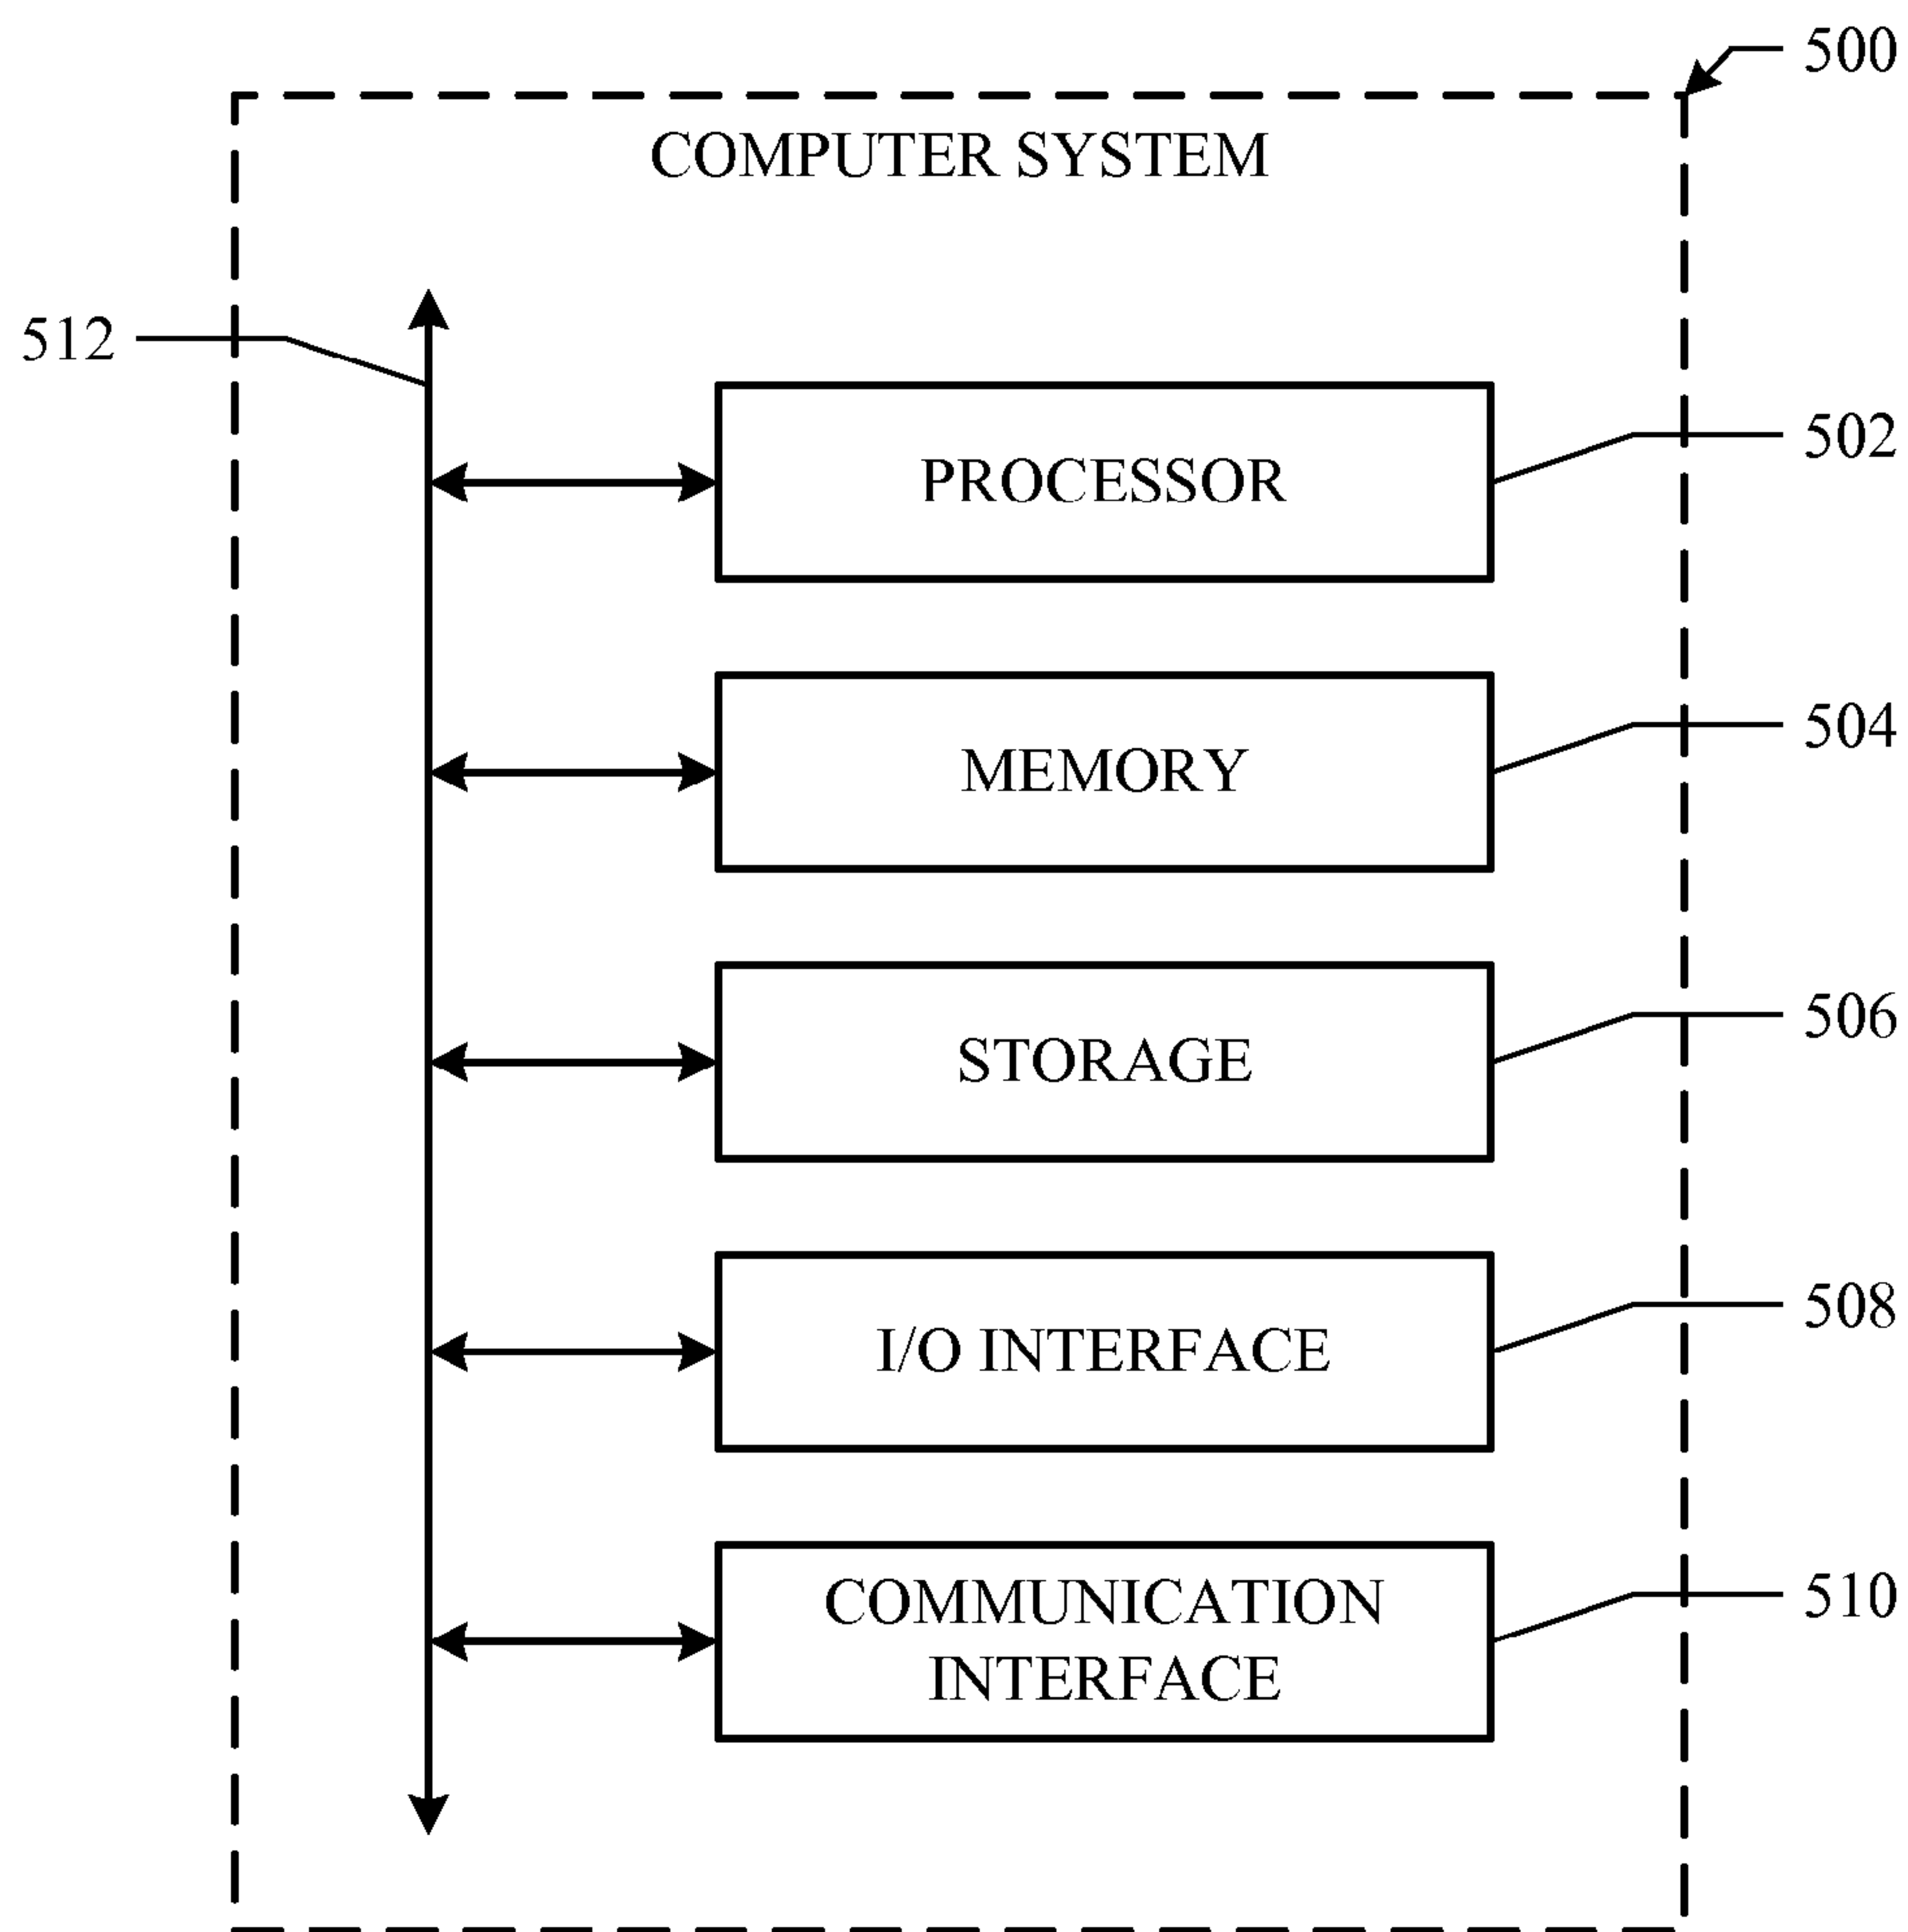 500
COMPUTER SYSTEM
512
502
PROCESSOR
504
MEMORY
506
STORAGE
508
I/O INTERFACE
510
COMMUNICATION
INTERFACE